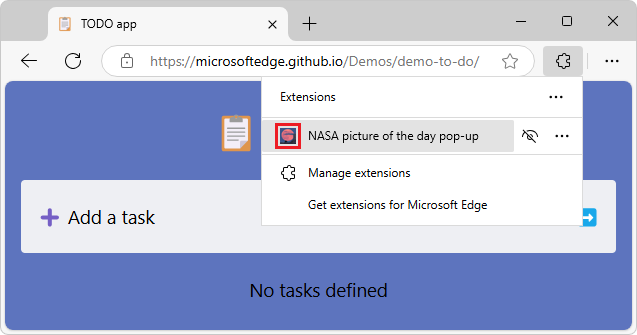 TODO app
https://microsoftedge.github.io/Demos/demo-to-do/
Extensions
NASA picture of the day pop-up
Manage extensions
Get extensions for Microsoft Edge
Add a task
No tasks defined